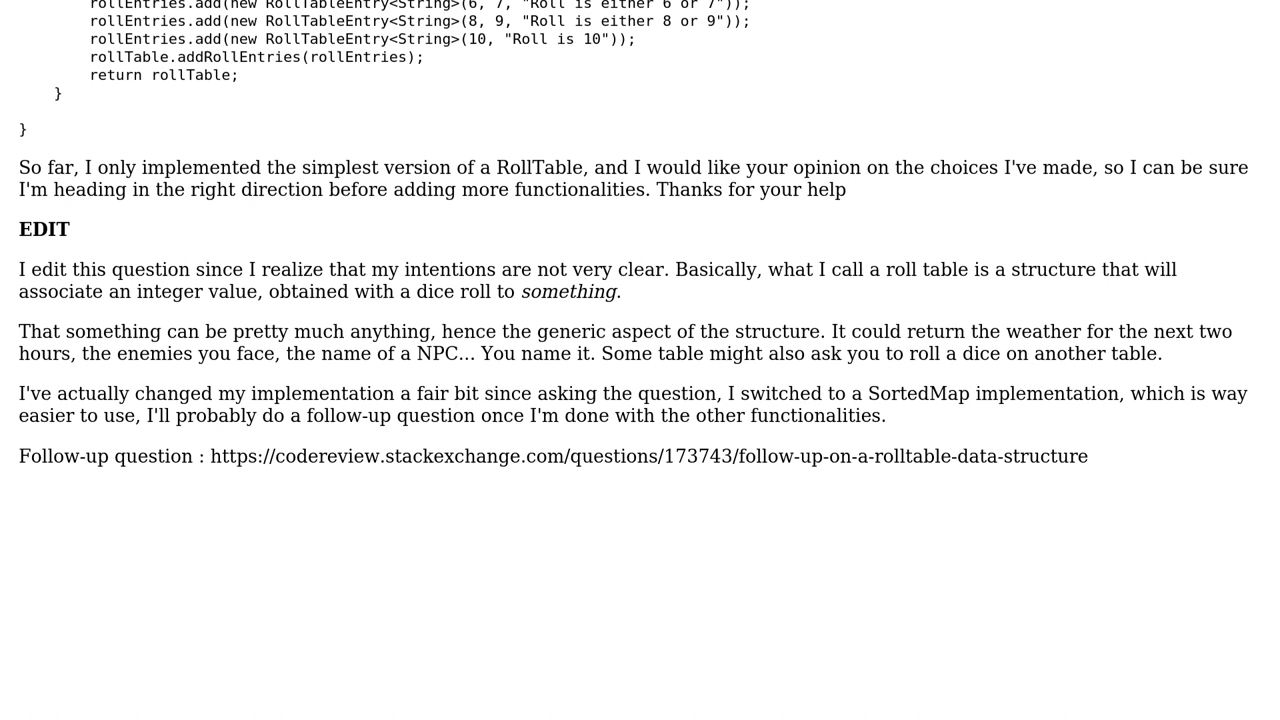 rollEntries.add(new RollTableEntry<String>(6, 7, "Roll is either 6 or 7"));
rollEntries.add(new RollTableEntry<String>(8, 9, "Roll is either 8 or 9"));
rollEntries.add(new RollTableEntry<String>(10, "Roll is 10"));
rollTable.addRollEntries(rollEntries);
return rollTable;
}
}
So far, I only implemented the simplest version of a RollTable, and I would like your opinion on the choices I've made, so I can be sure
I'm heading in the right direction before adding more functionalities. Thanks for your help
EDIT
I edit this question since I realize that my intentions are not very clear. Basically, what I call a roll table is a structure that will
associate an integer value, obtained with a dice roll to something.
That something can be pretty much anything, hence the generic aspect of the structure. It could return the weather for the next two
hours, the enemies you face, the name of a NPC... You name it. Some table might also ask you to roll a dice on another table.
I've actually changed my implementation a fair bit since asking the question, I switched to a SortedMap implementation, which is way
easier to use, I'll probably do a follow-up question once I'm done with the other functionalities.
Follow-up question : https://codereview.stackexchange.com/questions/173743/follow-up-on-a-rolltable-data-structure